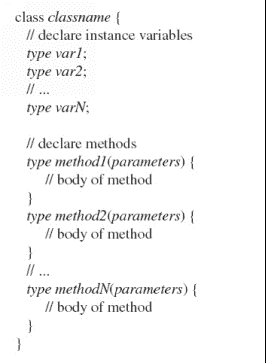 class classname {
// declare instance variables
type var1;
type var2;
// ...
type varN;
// declare methods
type method1(parameters) {
// body of method
}
type method2(parameters) {
// body of method
}
// ...
type methodN(parameters) {
// body of method
}
}